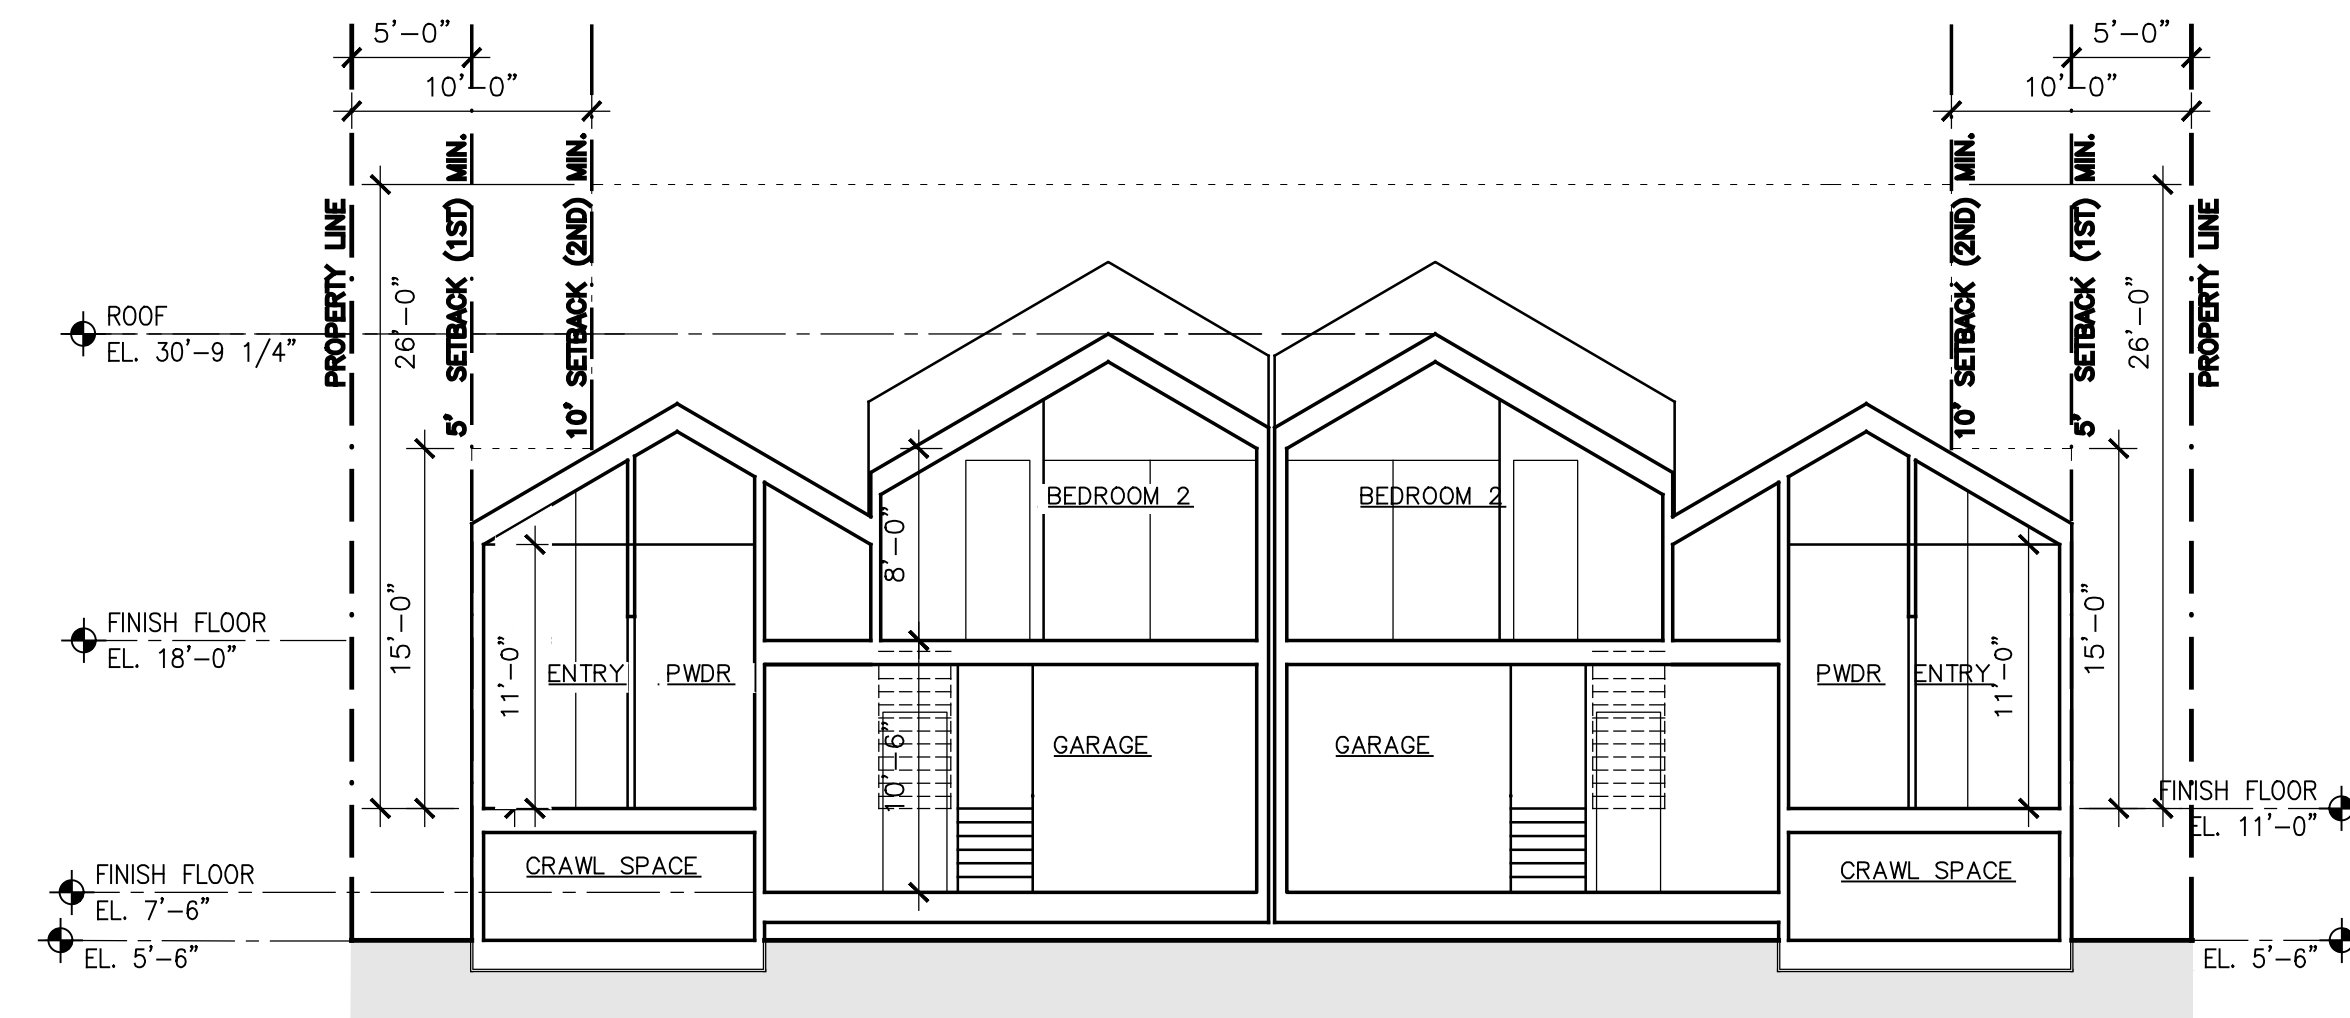 5'-0"
5'-0"
10'-0"
10'-0"
PROPERTY LINE
5' SETBACK (1ST) MIN.
10' SETBACK (2ND) MIN.
10' SETBACK (2ND) MIN.
5' SETBACK (1ST) MIN.
PROPERTY LINE
26'-0"
26'-0"
ROOF
EL. 30'-9 1/4"
BEDROOM 2
BEDROOM 2
8'-0"
FINISH FLOOR
EL. 18'-0"
15'-0"
11'-0"
ENTRY
PWDR
PWDR
ENTRY
11'-0"
15'-0"
10'-6"
GARAGE
GARAGE
FINISH FLOOR
EL. 11'-0"
CRAWL SPACE
CRAWL SPACE
FINISH FLOOR
EL. 7'-6"
EL. 5'-6"
EL. 5'-6"